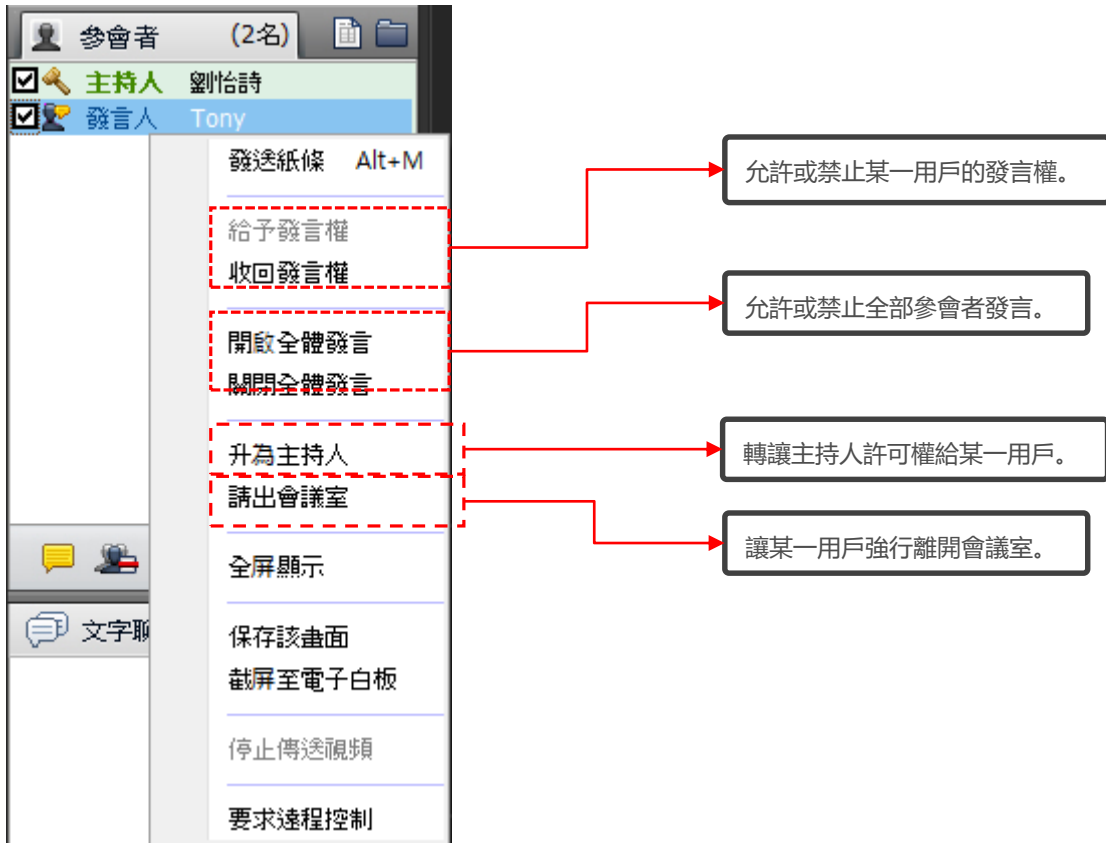 參會者 (2名)
主持人 劉怡詩
發言人 Tony
發送紙條 Alt+M
給予發言權
收回發言權
開啟全體發言
關閉全體發言
升為主持人
請出會議室
全屏顯示
保存該畫面
截屏至電子白板
停止傳送視頻
要求遠程控制
文字聊
允許或禁止某一用戶的發言權。
允許或禁止全部參會者發言。
轉讓主持人許可權給某一用戶。
讓某一用戶強行離開會議室。